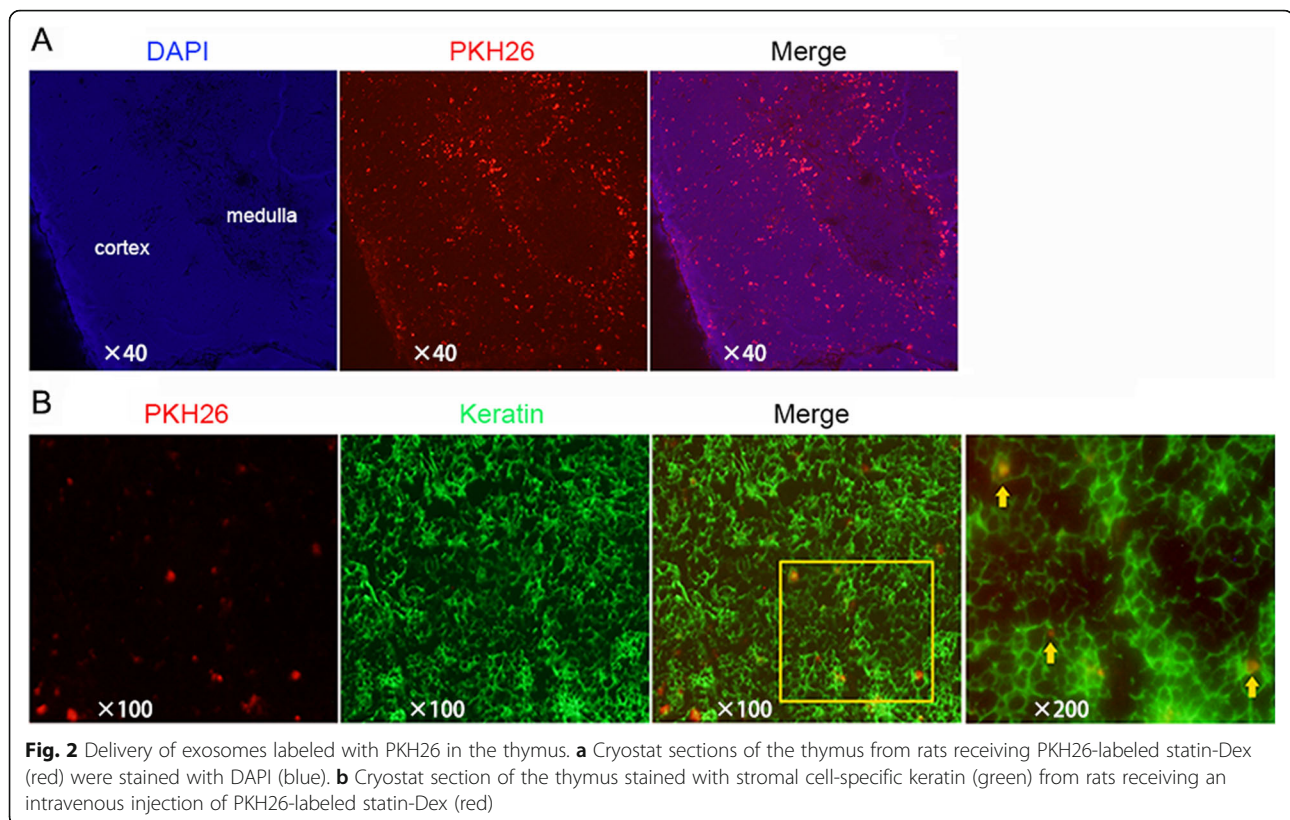 A
DAPI PKH26 Merge
medulla
cortex
×40 ×40 ×40
B
PKH26 Keratin Merge
×100 ×100 ×100 ×200
Fig. 2 Delivery of exosomes labeled with PKH26 in the thymus. a Cryostat sections of the thymus from rats receiving PKH26-labeled statin-Dex
(red) were stained with DAPI (blue). b Cryostat section of the thymus stained with stromal cell-specific keratin (green) from rats receiving an
intravenous injection of PKH26-labeled statin-Dex (red)